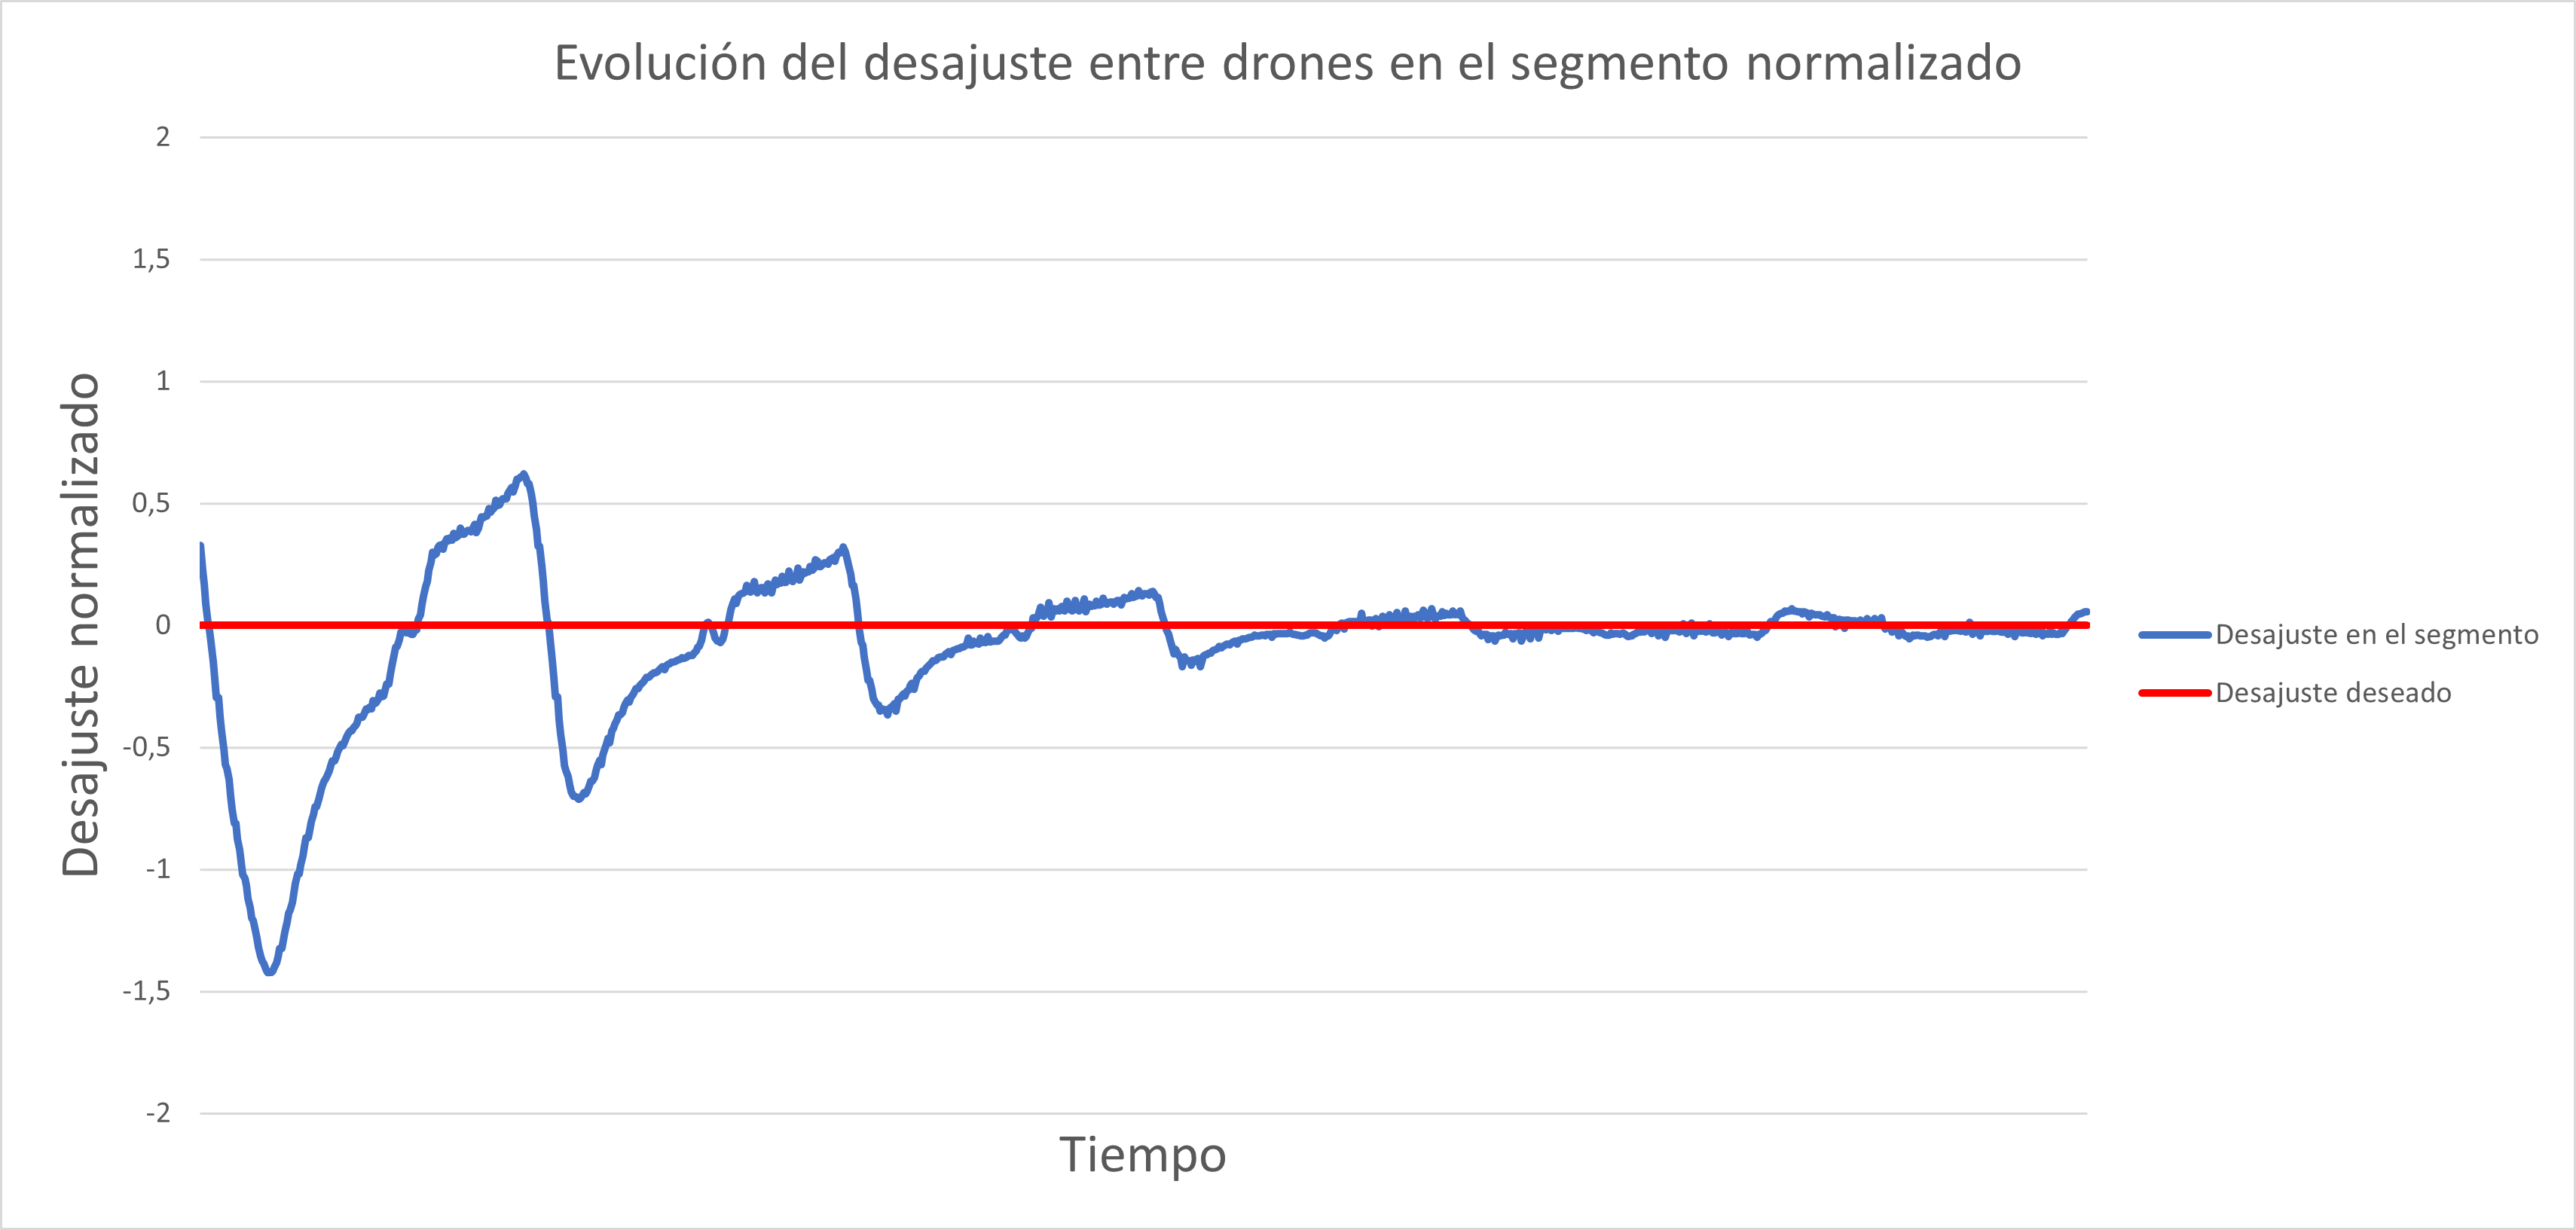 Evolución del desajuste entre drones en el segmento normalizado
2
1,5
1
0,5
0
-0,5
-1
-1,5
-2
Desajuste normalizado
Tiempo
Desajuste en el segmento
Desajuste deseado